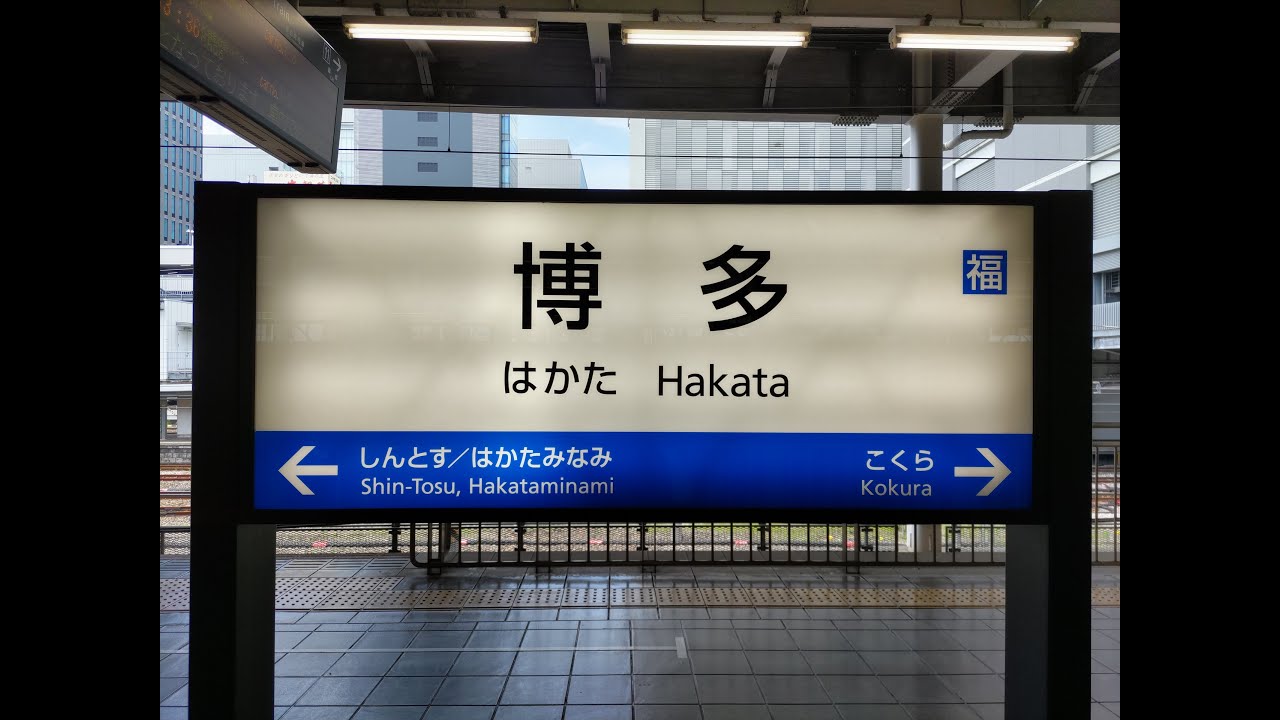 博多
福
はかた Hakata
← しんとす／はかたみなみ
Shin-Tosu, Hakataminami
こくら →
Kokura